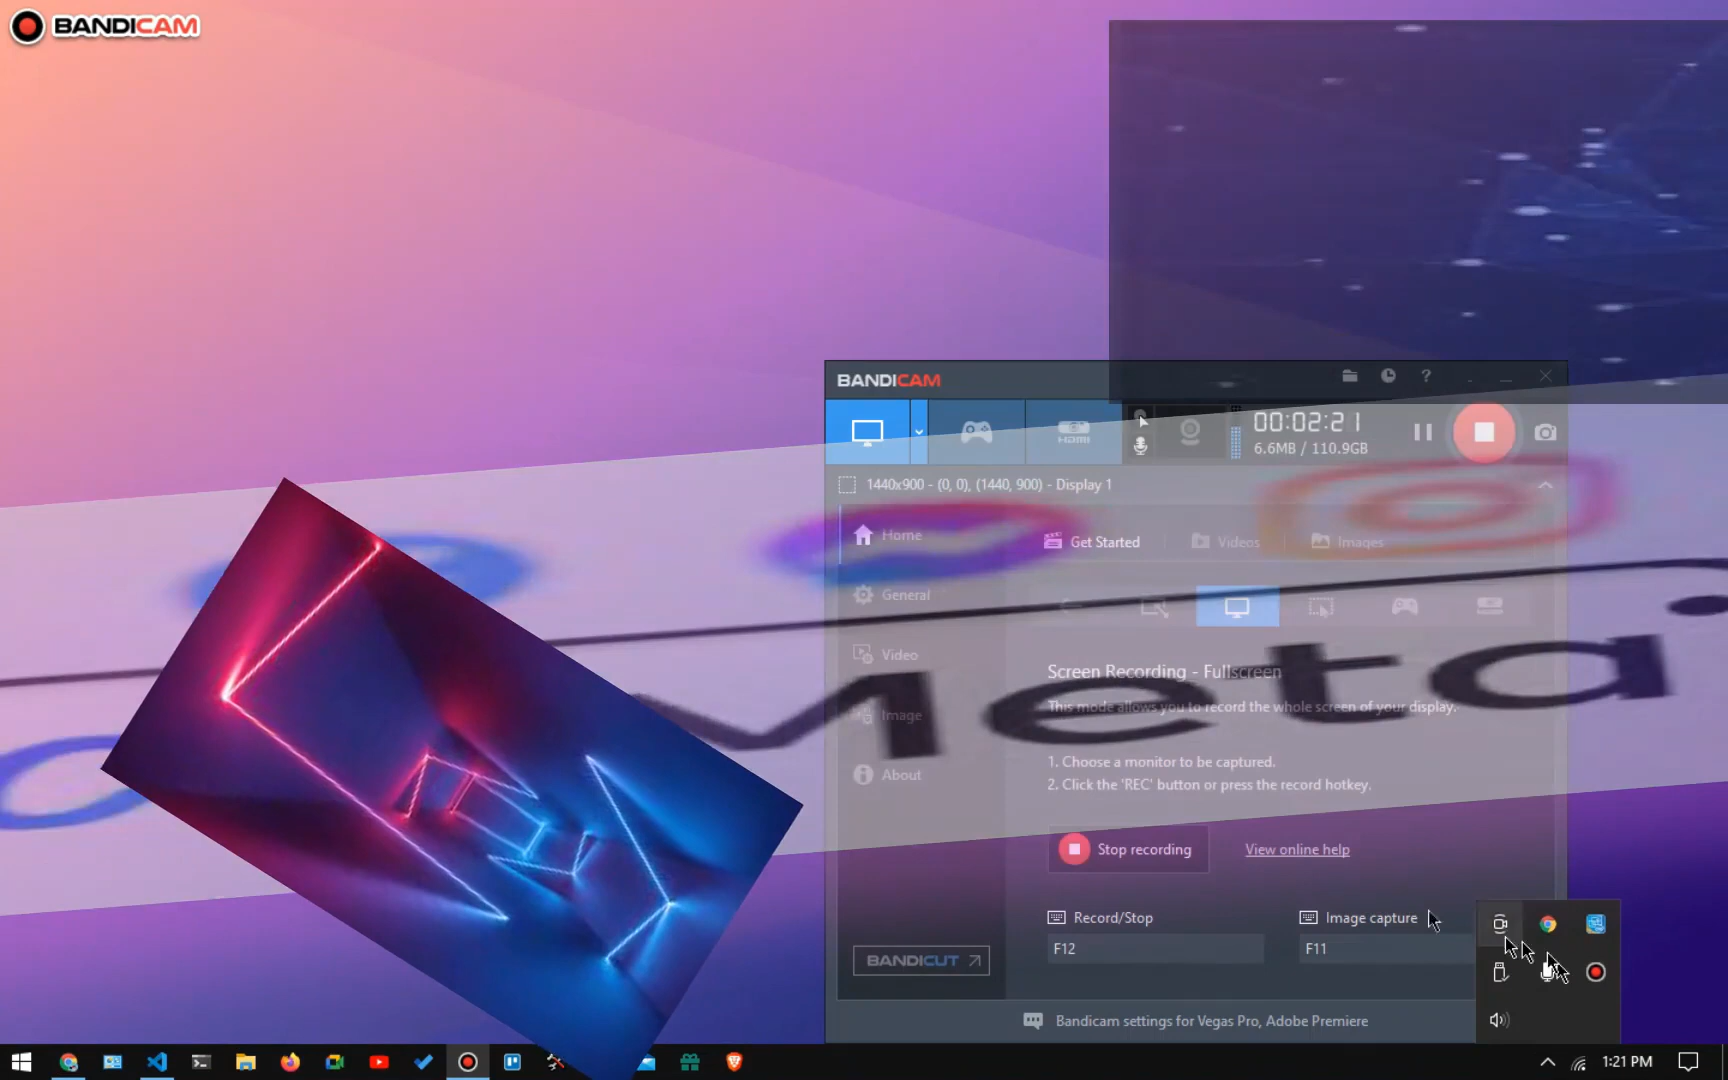 BANDICAM
BANDICAM
?
HDMI
00:02:21
6.6MB / 110.9GB
1440x900 - (0, 0), (1440, 900) - Display 1
Home
Get Started
Videos
Images
General
Video
Screen Recording - Fullscreen
Meta
Image
This mode allows you to record the whole screen of your display.
About
1. Choose a monitor to be captured.
2. Click the 'REC' button or press the record hotkey.
Stop recording
View online help
Record/Stop
Image capture
F12
F11
BANDICUT
Bandicam settings for Vegas Pro, Adobe Premiere
1:21 PM